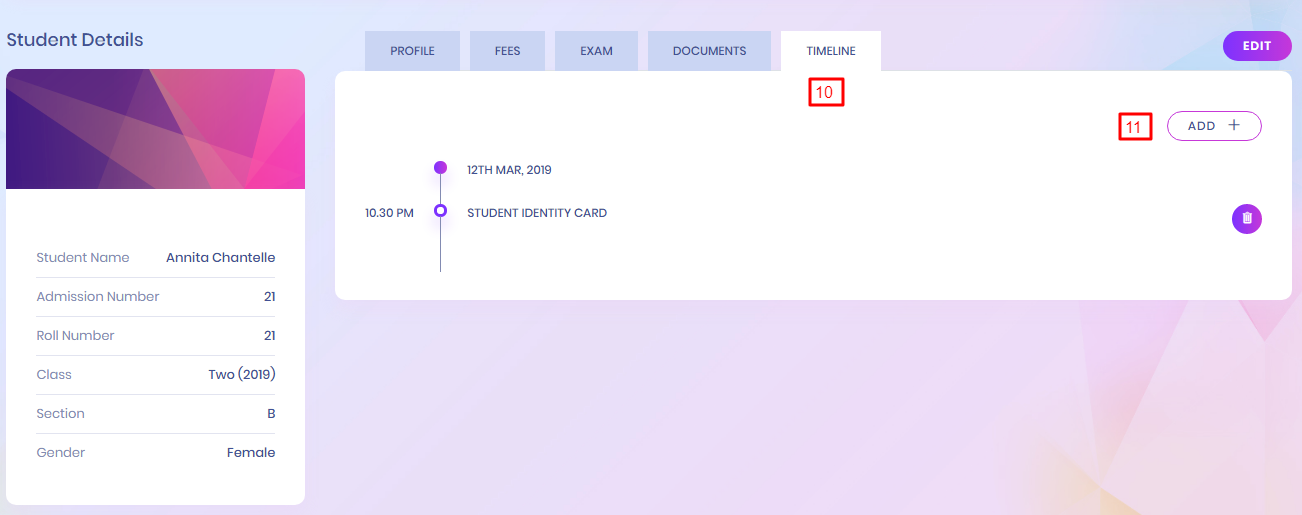 Student Details
PROFILE
FEES
EXAM
DOCUMENTS
TIMELINE
EDIT
10
11
ADD +
12TH MAR, 2019
10.30 PM STUDENT IDENTITY CARD
Student Name Annita Chantelle
Admission Number 21
Roll Number 21
Class Two (2019)
Section B
Gender Female